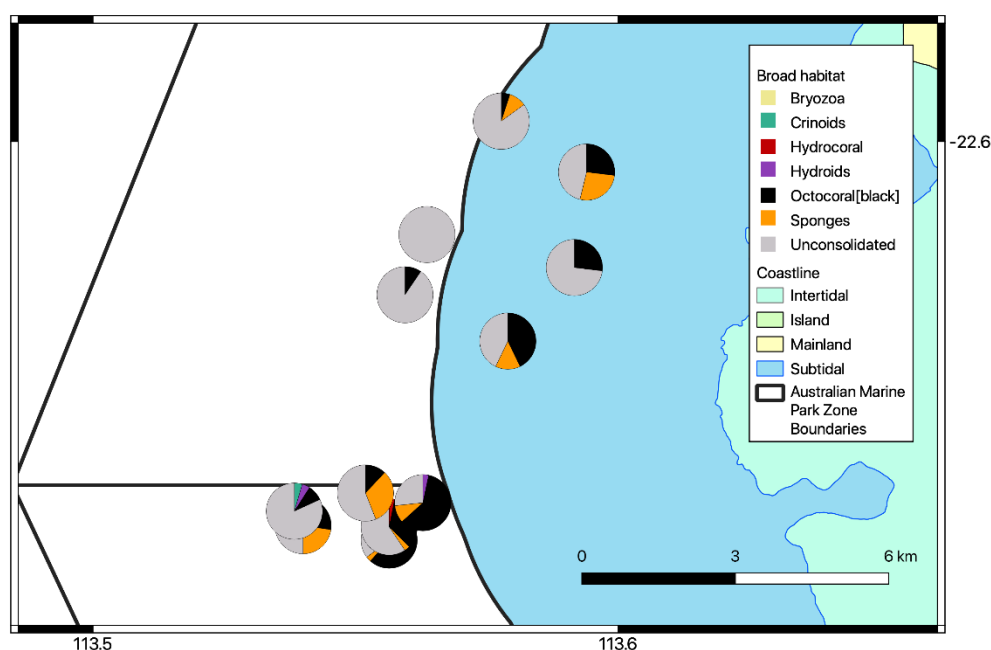 Broad habitat
Bryozoa
Crinoids
Hydrocoral
Hydroids
Octocoral[black]
Sponges
Unconsolidated
Coastline
Intertidal
Island
Mainland
Subtidal
Australian Marine
Park Zone
Boundaries
-22.6
0 3 6 km
113.5 113.6